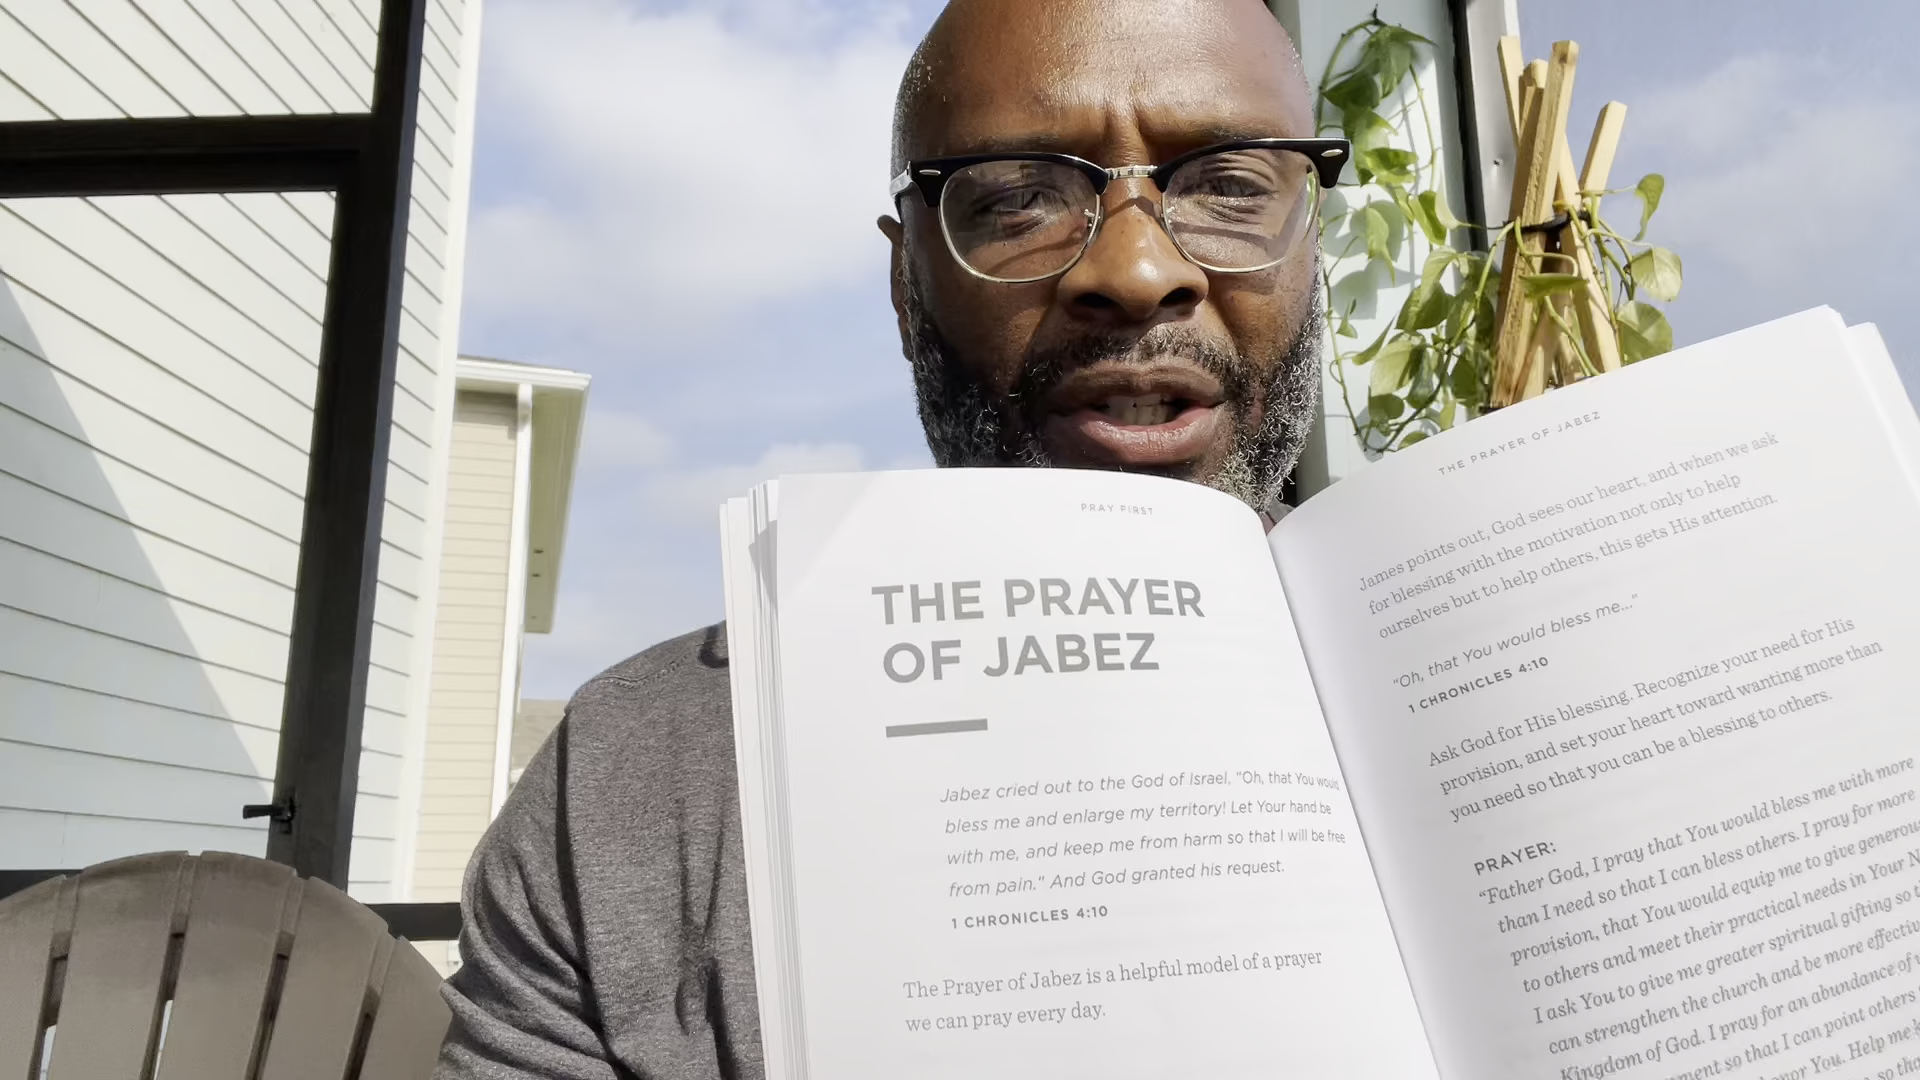 PRAY FIRST
THE PRAYER
OF JABEZ
Jabez cried out to the God of Israel, "Oh, that You would
bless me and enlarge my territory! Let Your hand be
with me, and keep me from harm so that I will be free
from pain." And God granted his request.
1 CHRONICLES 4:10
The Prayer of Jabez is a helpful model of a prayer
we can pray every day.
THE PRAYER OF JABEZ
James points out, God sees our heart, and when we ask
for blessing with the motivation not only to help
ourselves but to help others, this gets His attention.
"Oh, that You would bless me..."
1 CHRONICLES 4:10
Ask God for His blessing. Recognize your need for His
provision, and set your heart toward wanting more than
you need so that you can be a blessing to others.
PRAYER:
"Father God, I pray that You would bless me with more
than I need so that I can bless others. I pray for more
provision, that You would equip me to give
to others and meet their practical needs in Your
I ask You to give me greater spiritual gifting so
can strengthen the church and be more
Kingdom of God. I pray for an abundance of
so that I can point others
You. Help me
so